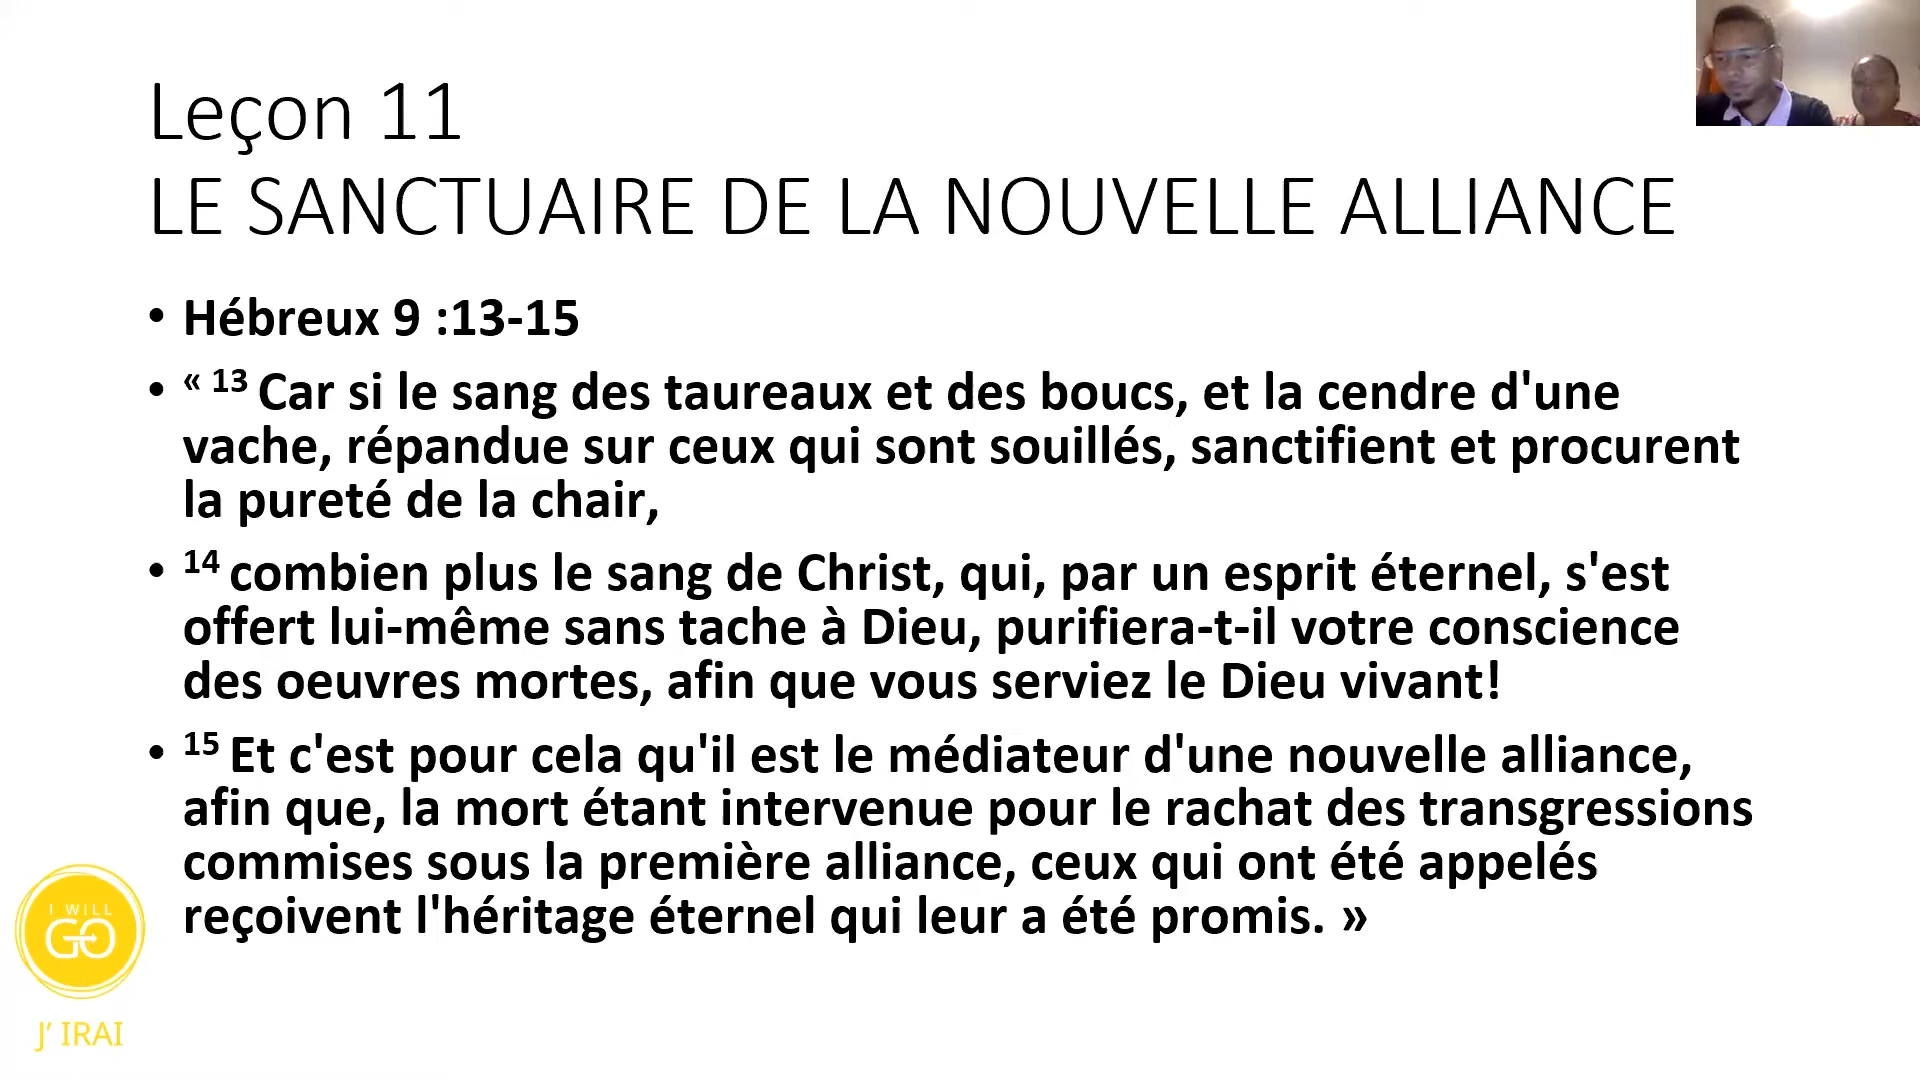 Leçon 11
LE SANCTUAIRE DE LA NOUVELLE ALLIANCE
• Hébreux 9 :13-15
• « 13 Car si le sang des taureaux et des boucs, et la cendre d'une
vache, répandue sur ceux qui sont souillés, sanctifient et procurent
la pureté de la chair,
• 14 combien plus le sang de Christ, qui, par un esprit éternel, s'est
offert lui-même sans tache à Dieu, purifiera-t-il votre conscience
des oeuvres mortes, afin que vous serviez le Dieu vivant!
• 15 Et c'est pour cela qu'il est le médiateur d'une nouvelle alliance,
afin que, la mort étant intervenue pour le rachat des transgressions
commises sous la première alliance, ceux qui ont été appelés
reçoivent l'héritage éternel qui leur a été promis. »
I WILL
GO
J' IRAI